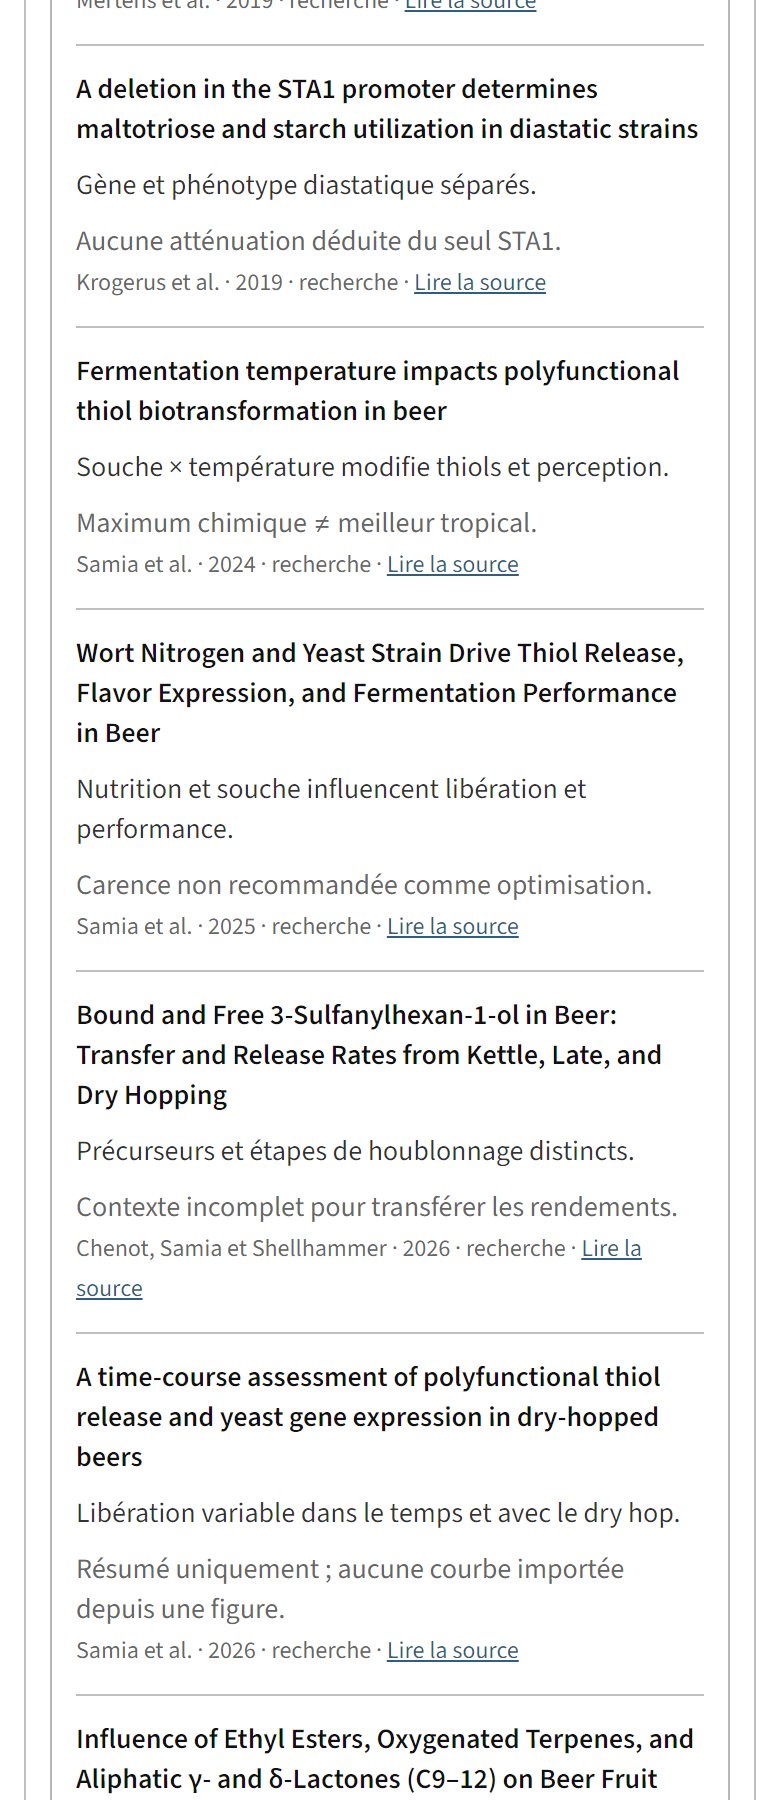 Mertens et al. · 2019 · recherche · Lire la source
A deletion in the STA1 promoter determines
maltotriose and starch utilization in diastatic strains
Gène et phénotype diastatique séparés.
Aucune atténuation déduite du seul STA1.
Krogerus et al. · 2019 · recherche · Lire la source
Fermentation temperature impacts polyfunctional
thiol biotransformation in beer
Souche × température modifie thiols et perception.
Maximum chimique ≠ meilleur tropical.
Samia et al. · 2024 · recherche · Lire la source
Wort Nitrogen and Yeast Strain Drive Thiol Release,
Flavor Expression, and Fermentation Performance
in Beer
Nutrition et souche influencent libération et
performance.
Carence non recommandée comme optimisation.
Samia et al. · 2025 · recherche · Lire la source
Bound and Free 3-Sulfanylhexan-1-ol in Beer:
Transfer and Release Rates from Kettle, Late, and
Dry Hopping
Précurseurs et étapes de houblonnage distincts.
Contexte incomplet pour transférer les rendements.
Chenot, Samia et Shellhammer · 2026 · recherche · Lire la
source
A time-course assessment of polyfunctional thiol
release and yeast gene expression in dry-hopped
beers
Libération variable dans le temps et avec le dry hop.
Résumé uniquement ; aucune courbe importée
depuis une figure.
Samia et al. · 2026 · recherche · Lire la source
Influence of Ethyl Esters, Oxygenated Terpenes, and
Aliphatic γ- and δ-Lactones (C9–12) on Beer Fruit